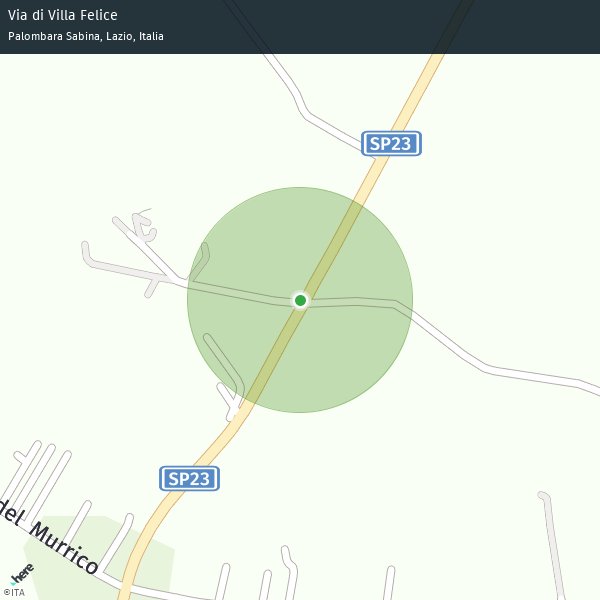 Via di Villa Felice
Palombara Sabina, Lazio, Italia
SP23
SP23
del Murrico
here
©ITA